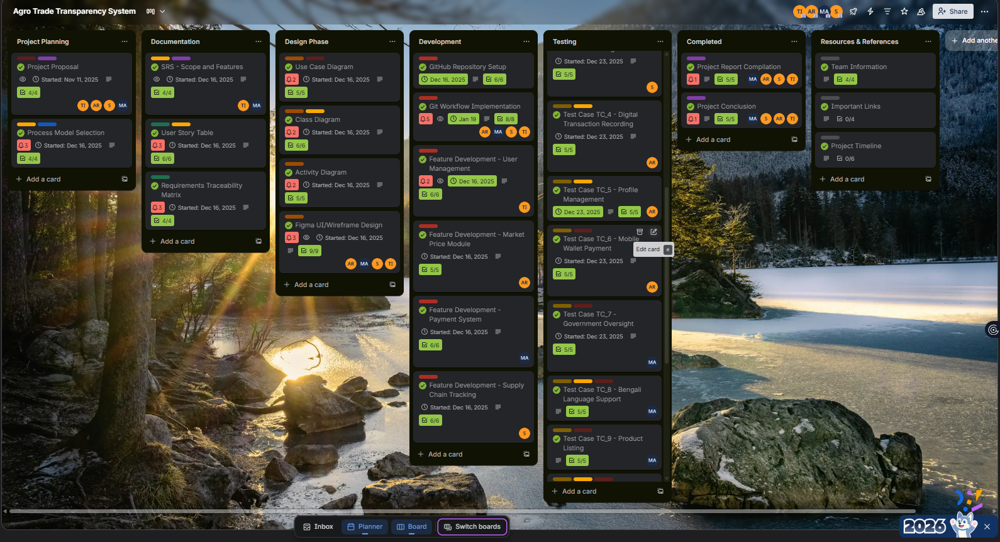 Agro Trade Transparency System
TI AR MA S
Share
Project Planning
Project Proposal
Started: Nov 11, 2025
4/4
TI AR S MA
Process Model Selection
3 Started: Dec 16, 2025
4/4
Add a card
Documentation
SRS - Scope and Features
Started: Dec 16, 2025
4/4
TI MA
User Story Table
3 Started: Dec 16, 2025
6/6
Requirements Traceability
Matrix
3 Started: Dec 16, 2025
4/4
Add a card
Design Phase
Use Case Diagram
2 Started: Dec 16, 2025
5/5
Class Diagram
2 Started: Dec 16, 2025
6/6
Activity Diagram
2 Started: Dec 16, 2025
5/5
Figma UI/Wireframe Design
3 Started: Dec 16, 2025
9/9
AR MA S TI
Add a card
Development
GitHub Repository Setup
Dec 16, 2025 6/6
Git Workflow Implementation
5 Jan 19 8/8
AR MA S TI
Feature Development - User
Management
2 Dec 16, 2025
6/6
TI
Feature Development - Market
Price Module
Started: Dec 16, 2025
5/5
AR
Feature Development -
Payment System
Started: Dec 16, 2025
6/6
MA
Feature Development - Supply
Chain Tracking
Started: Dec 16, 2025
6/6
S
Add a card
Testing
Started: Dec 23, 2025
5/5
S
Test Case TC_4 - Digital
Transaction Recording
Started: Dec 23, 2025
5/5
AR
Test Case TC_5 - Profile
Management
Dec 23, 2025 5/5 AR
Test Case TC_6 - Mobile
Wallet Payment
Edit card e
Started: Dec 23, 2025
5/5
AR
Test Case TC_7 -
Government Oversight
Started: Dec 23, 2025
5/5
MA
Test Case TC_8 - Bengali
Language Support
5/5 MA
Test Case TC_9 - Product
Listing
5/5 MA
Add a card
Completed
Project Report Compilation
1 5/5 MA AR S TI
Project Conclusion
1 5/5 MA S AR TI
Add a card
Resources & References
Team Information
4/4
Important Links
0/4
Project Timeline
0/6
Add a card
Add anothe
Inbox Planner Board Switch boards
2026